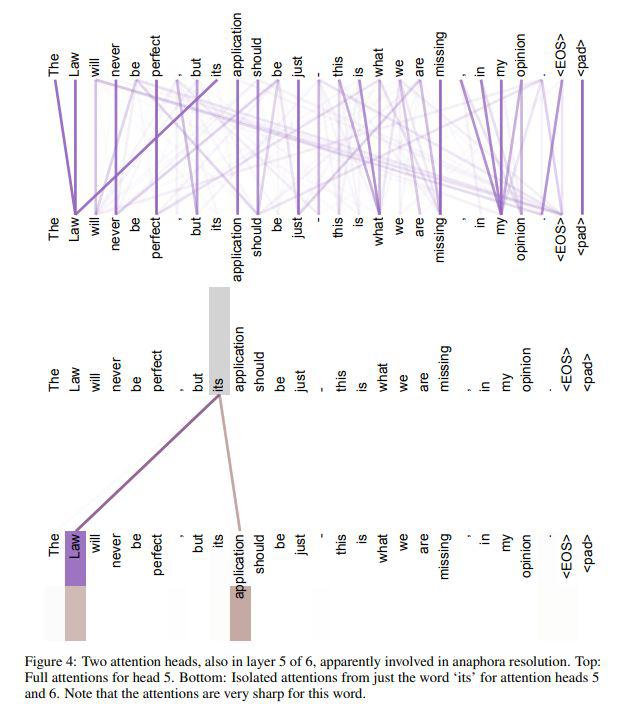 The Law will never be perfect , but its application should be just - this is what we are missing , in my opinion . <EOS> <pad>
The Law will never be perfect , but its application should be just - this is what we are missing , in my opinion . <EOS> <pad>
The Law will never be perfect , but its application should be just - this is what we are missing , in my opinion . <EOS> <pad>
The Law will never be perfect , but its application should be just - this is what we are missing , in my opinion . <EOS> <pad>
Figure 4: Two attention heads, also in layer 5 of 6, apparently involved in anaphora resolution. Top:
Full attentions for head 5. Bottom: Isolated attentions from just the word ‘its’ for attention heads 5
and 6. Note that the attentions are very sharp for this word.